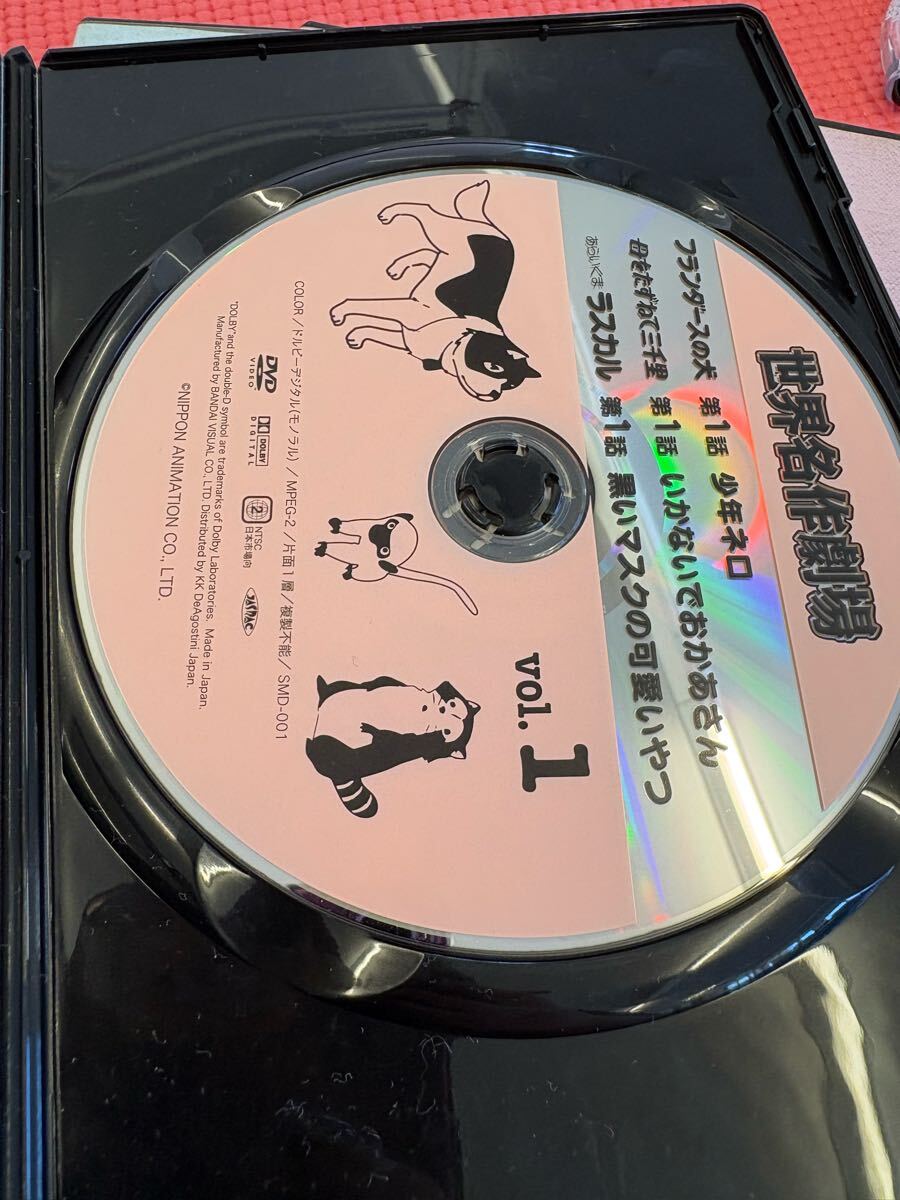 世界名作劇場
フランダースの犬 第1話 少年ネロ
母をたずねて三千里 第1話 いかないでおかあさん
あらいぐま ラスカル 第1話 黒いマスクの可愛いやつ
vol. 1
COLOR／ドルビーデジタル(モノラル)／MPEG-2／片面1層／複製不能／SMD-001
DVD
VIDEO
DOLBY
DIGITAL
2
NTSC
日本市場向
JASRAC
"DOLBY"and the double-D symbol are trademarks of Dolby Laboratories. Made in Japan.
Manufactured by BANDAI VISUAL CO., LTD. Distributed by KK DeAgostini Japan.
©NIPPON ANIMATION CO., LTD.